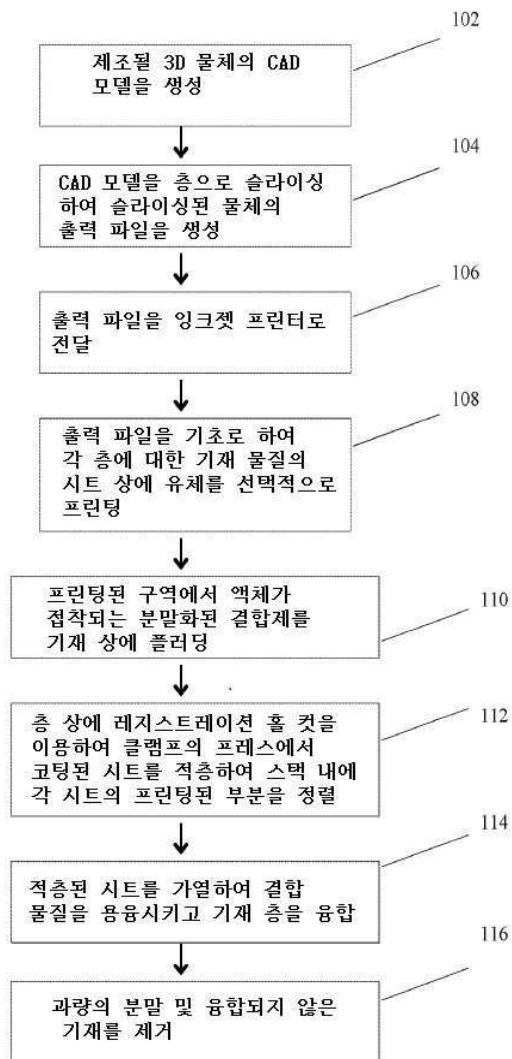 102
제조될 3D 물체의 CAD
모델을 생성
104
CAD 모델을 층으로 슬라이싱
하여 슬라이싱된 물체의
출력 파일을 생성
106
출력 파일을 잉크젯 프린터로
전달
108
출력 파일을 기초로 하여
각 층에 대한 기재 물질의
시트 상에 유체를 선택적으로
프린팅
110
프린팅된 구역에서 액체가
접착되는 분말화된 결합제를
기재 상에 플러딩
112
층 상에 레지스트레이션 홀 컷을
이용하여 클램프의 프레스에서
코팅된 시트를 적층하여 스택 내에
각 시트의 프린팅된 부분을 정렬
114
적층된 시트를 가열하여 결합
물질을 용융시키고 기재 층을 융합
116
과량의 분말 및 융합되지 않은
기재를 제거